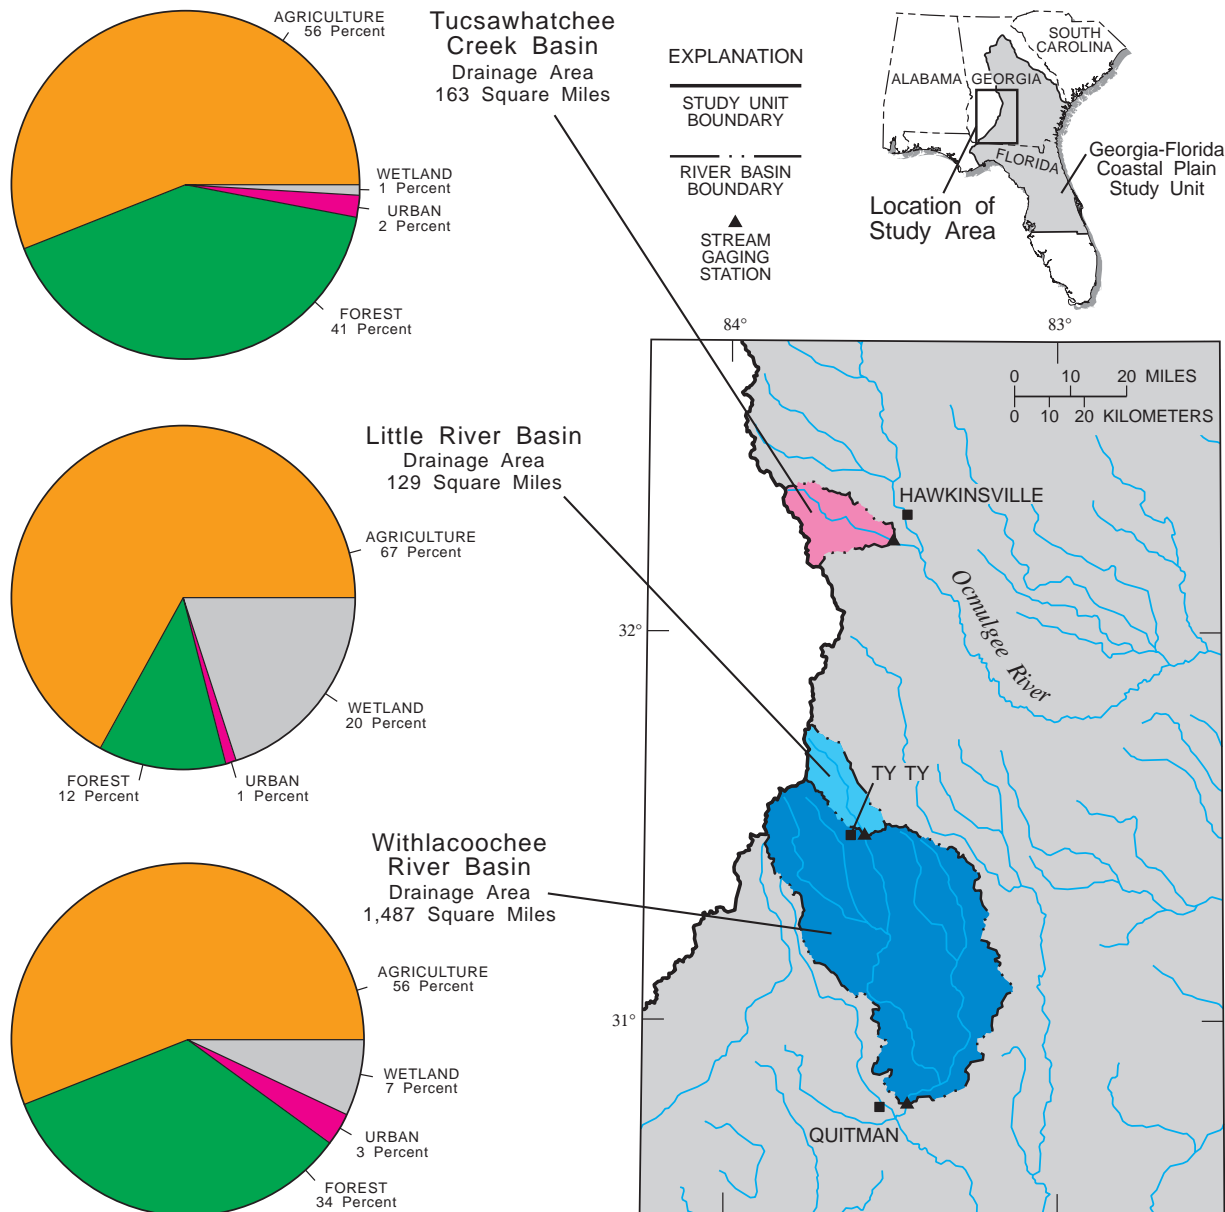 AGRICULTURE
56 Percent
WETLAND
1 Percent
URBAN
2 Percent
FOREST
41 Percent
Tucsawhatchee
Creek Basin
Drainage Area
163 Square Miles
EXPLANATION
STUDY UNIT
BOUNDARY
RIVER BASIN
BOUNDARY
STREAM
GAGING
STATION
SOUTH
CAROLINA
ALABAMA
GEORGIA
FLORIDA
Georgia-Florida
Coastal Plain
Study Unit
Location of
Study Area
AGRICULTURE
67 Percent
WETLAND
20 Percent
URBAN
1 Percent
FOREST
12 Percent
Little River Basin
Drainage Area
129 Square Miles
AGRICULTURE
56 Percent
WETLAND
7 Percent
URBAN
3 Percent
FOREST
34 Percent
Withlacoochee
River Basin
Drainage Area
1,487 Square Miles
84°
83°
0 10 20 MILES
0 10 20 KILOMETERS
HAWKINSVILLE
Ocmulgee River
32°
TY TY
31°
QUITMAN